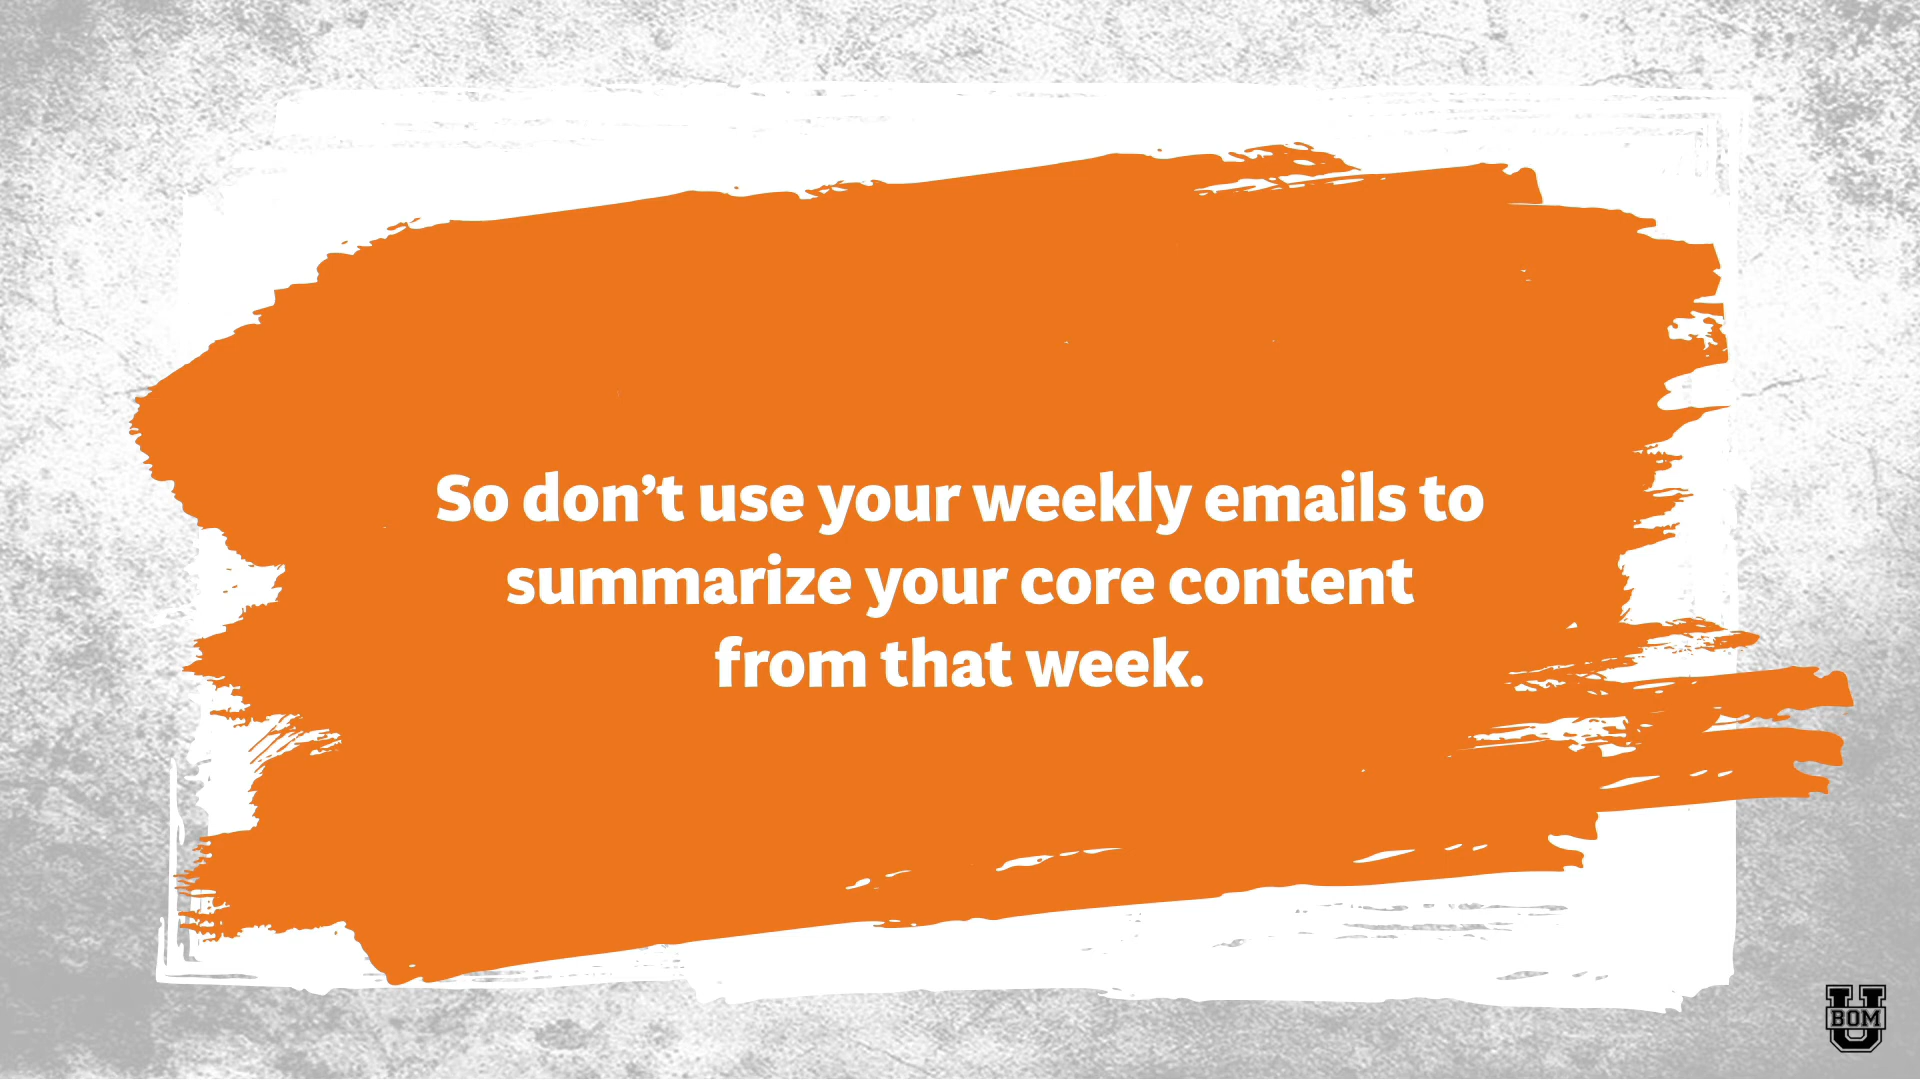 So don’t use your weekly emails to
summarize your core content
from that week.
U
BOM